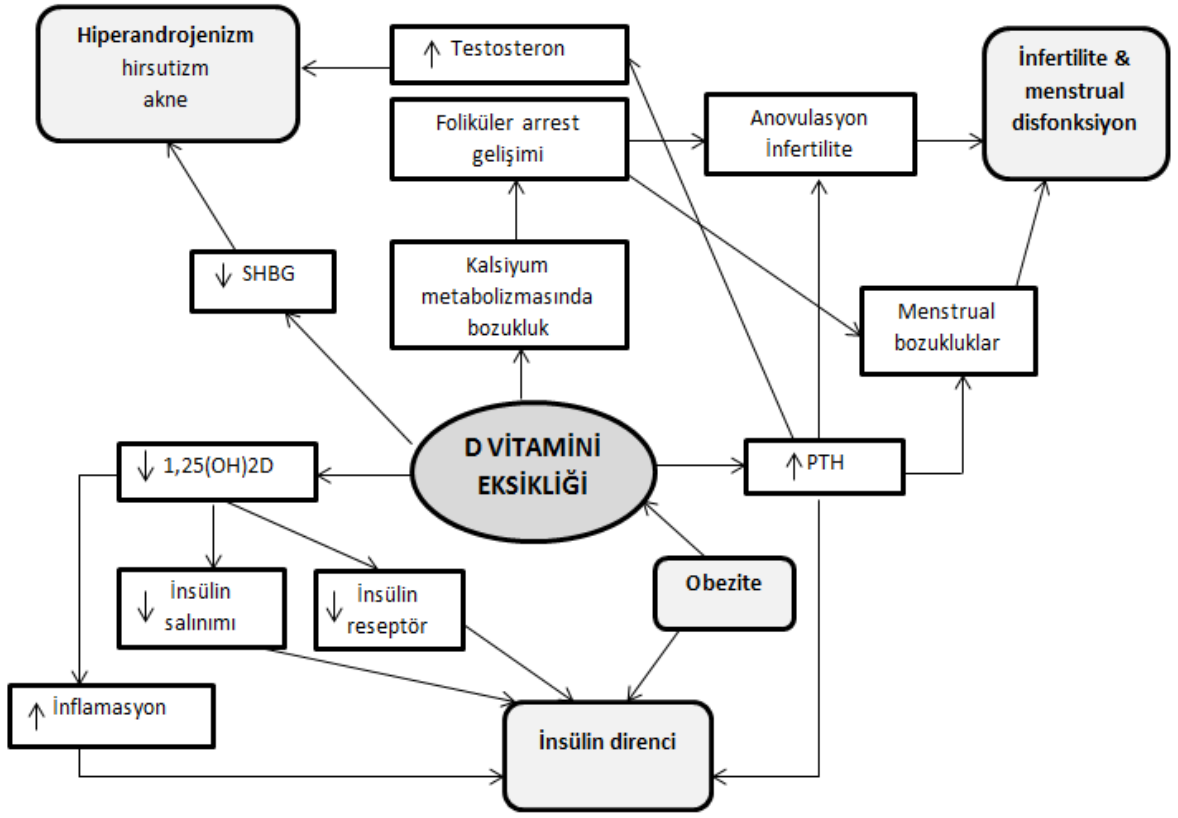 Hiperandrojenizm
hirsutizm
akne
↑ Testosteron
İnfertilite &
menstrual
disfonksiyon
Foliküler arrest
gelişimi
Anovulasyon
İnfertilite
↓ SHBG
Kalsiyum
metabolizmasında
bozukluk
Menstrual
bozukluklar
D VİTAMİNİ
EKSİKLİĞİ
↓ 1,25(OH)2D
↑ PTH
↓ İnsülin
salınımı
↓ İnsülin
reseptör
Obezite
↑ İnflamasyon
İnsülin direnci